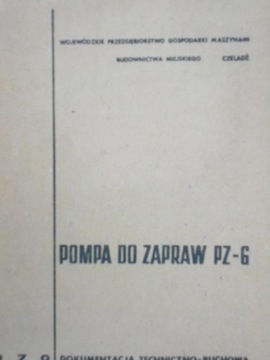 WOJEWÓDZKIE PRZEDSIĘBIORSTWO GOSPODARKI MASZYNAMI
BUDOWNICTWA MIEJSKIEGO CZELADŹ
POMPA DO ZAPRAW PZ-6
DOKUMENTACJA TECHNICZNO-RUCHOWA